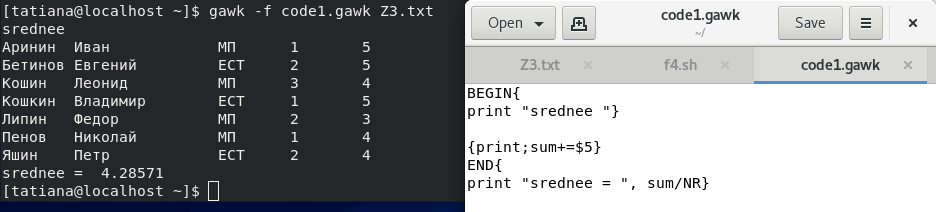 [tatiana@localhost ~]$ gawk -f code1.gawk Z3.txt
srednee
Аринин Иван МП 1 5
Бетинов Евгений ЕСТ 2 5
Кошин Леонид МП 3 4
Кошкин Владимир ЕСТ 1 5
Липин Федор МП 2 3
Пенов Николай МП 1 4
Яшин Петр ЕСТ 2 4
srednee = 4.28571
[tatiana@localhost ~]$
Open
code1.gawk
~/
Save
Z3.txt
f4.sh
code1.gawk
BEGIN{
print "srednee "}
{print;sum+=$5}
END{
print "srednee = ", sum/NR}